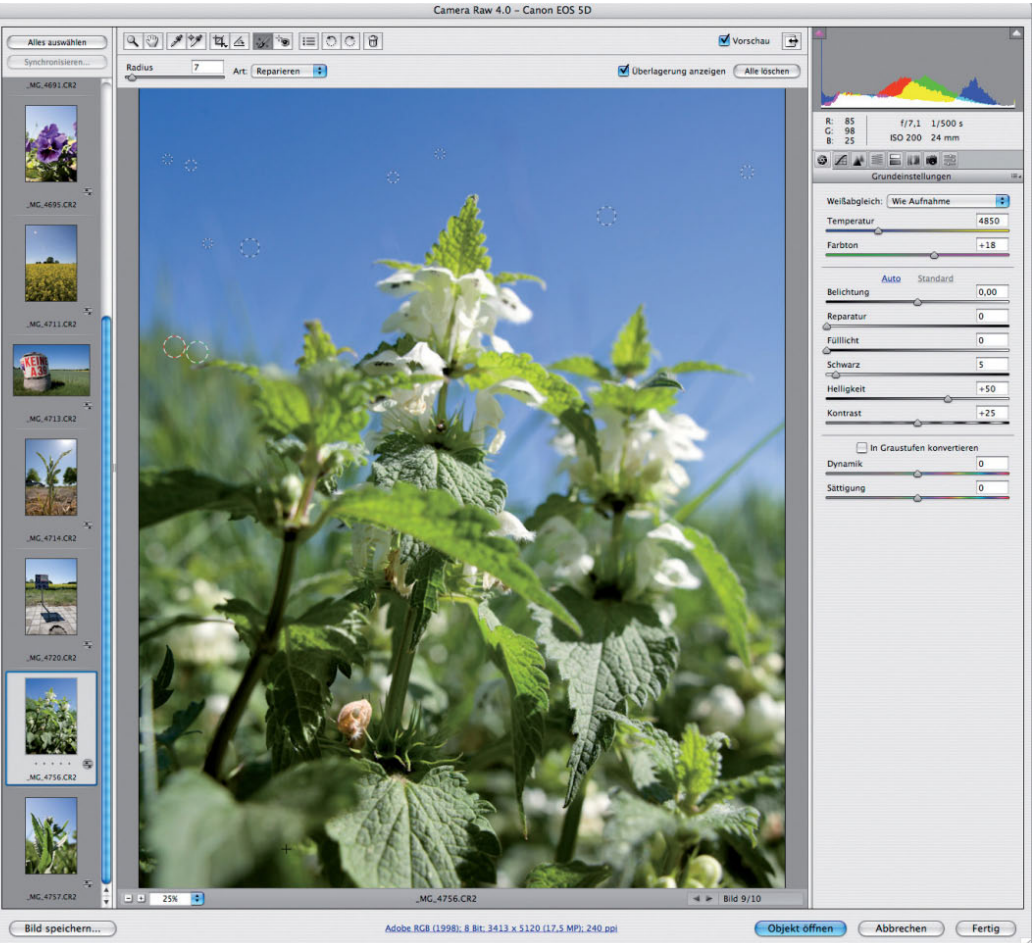 Camera Raw 4.0 – Canon EOS 5D
Alles auswählen
Synchronisieren...
_MG_4691.CR2
_MG_4695.CR2
_MG_4711.CR2
KEINE
A39
_MG_4713.CR2
_MG_4714.CR2
_MG_4720.CR2
_MG_4756.CR2
_MG_4757.CR2
Vorschau
Radius 7 Art: Reparieren
Überlagerung anzeigen Alle löschen
R: 85
G: 98
B: 25
f/7,1 1/500 s
ISO 200 24 mm
Grundeinstellungen
Weißabgleich: Wie Aufnahme
Temperatur 4850
Farbton +18
Auto Standard
Belichtung 0,00
Reparatur 0
Fülllicht 0
Schwarz 5
Helligkeit +50
Kontrast +25
In Graustufen konvertieren
Dynamik 0
Sättigung 0
25% _MG_4756.CR2 Bild 9/10
Bild speichern... Adobe RGB (1998); 8 Bit; 3413 x 5120 (17,5 MP); 240 ppi Objekt öffnen Abbrechen Fertig